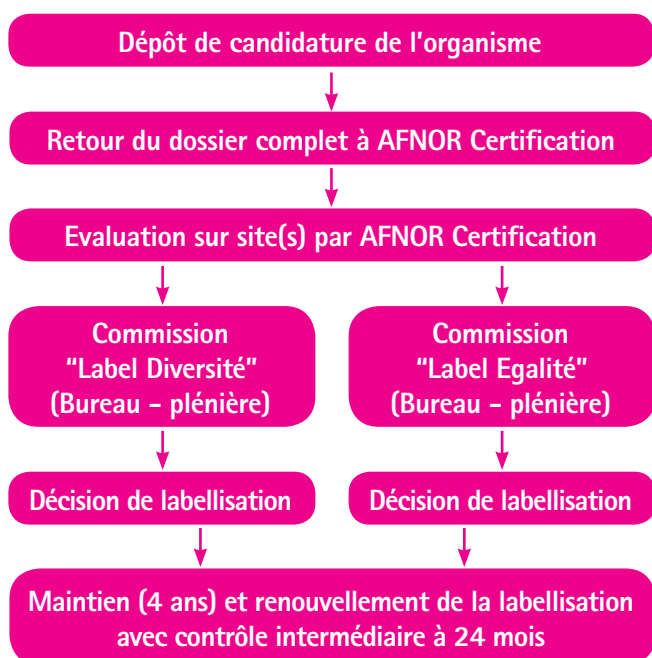 Dépôt de candidature de l'organisme
Retour du dossier complet à AFNOR Certification
Evaluation sur site(s) par AFNOR Certification
Commission
"Label Diversité"
(Bureau – plénière)
Commission
"Label Egalité"
(Bureau – plénière)
Décision de labellisation
Décision de labellisation
Maintien (4 ans) et renouvellement de la labellisation
avec contrôle intermédiaire à 24 mois